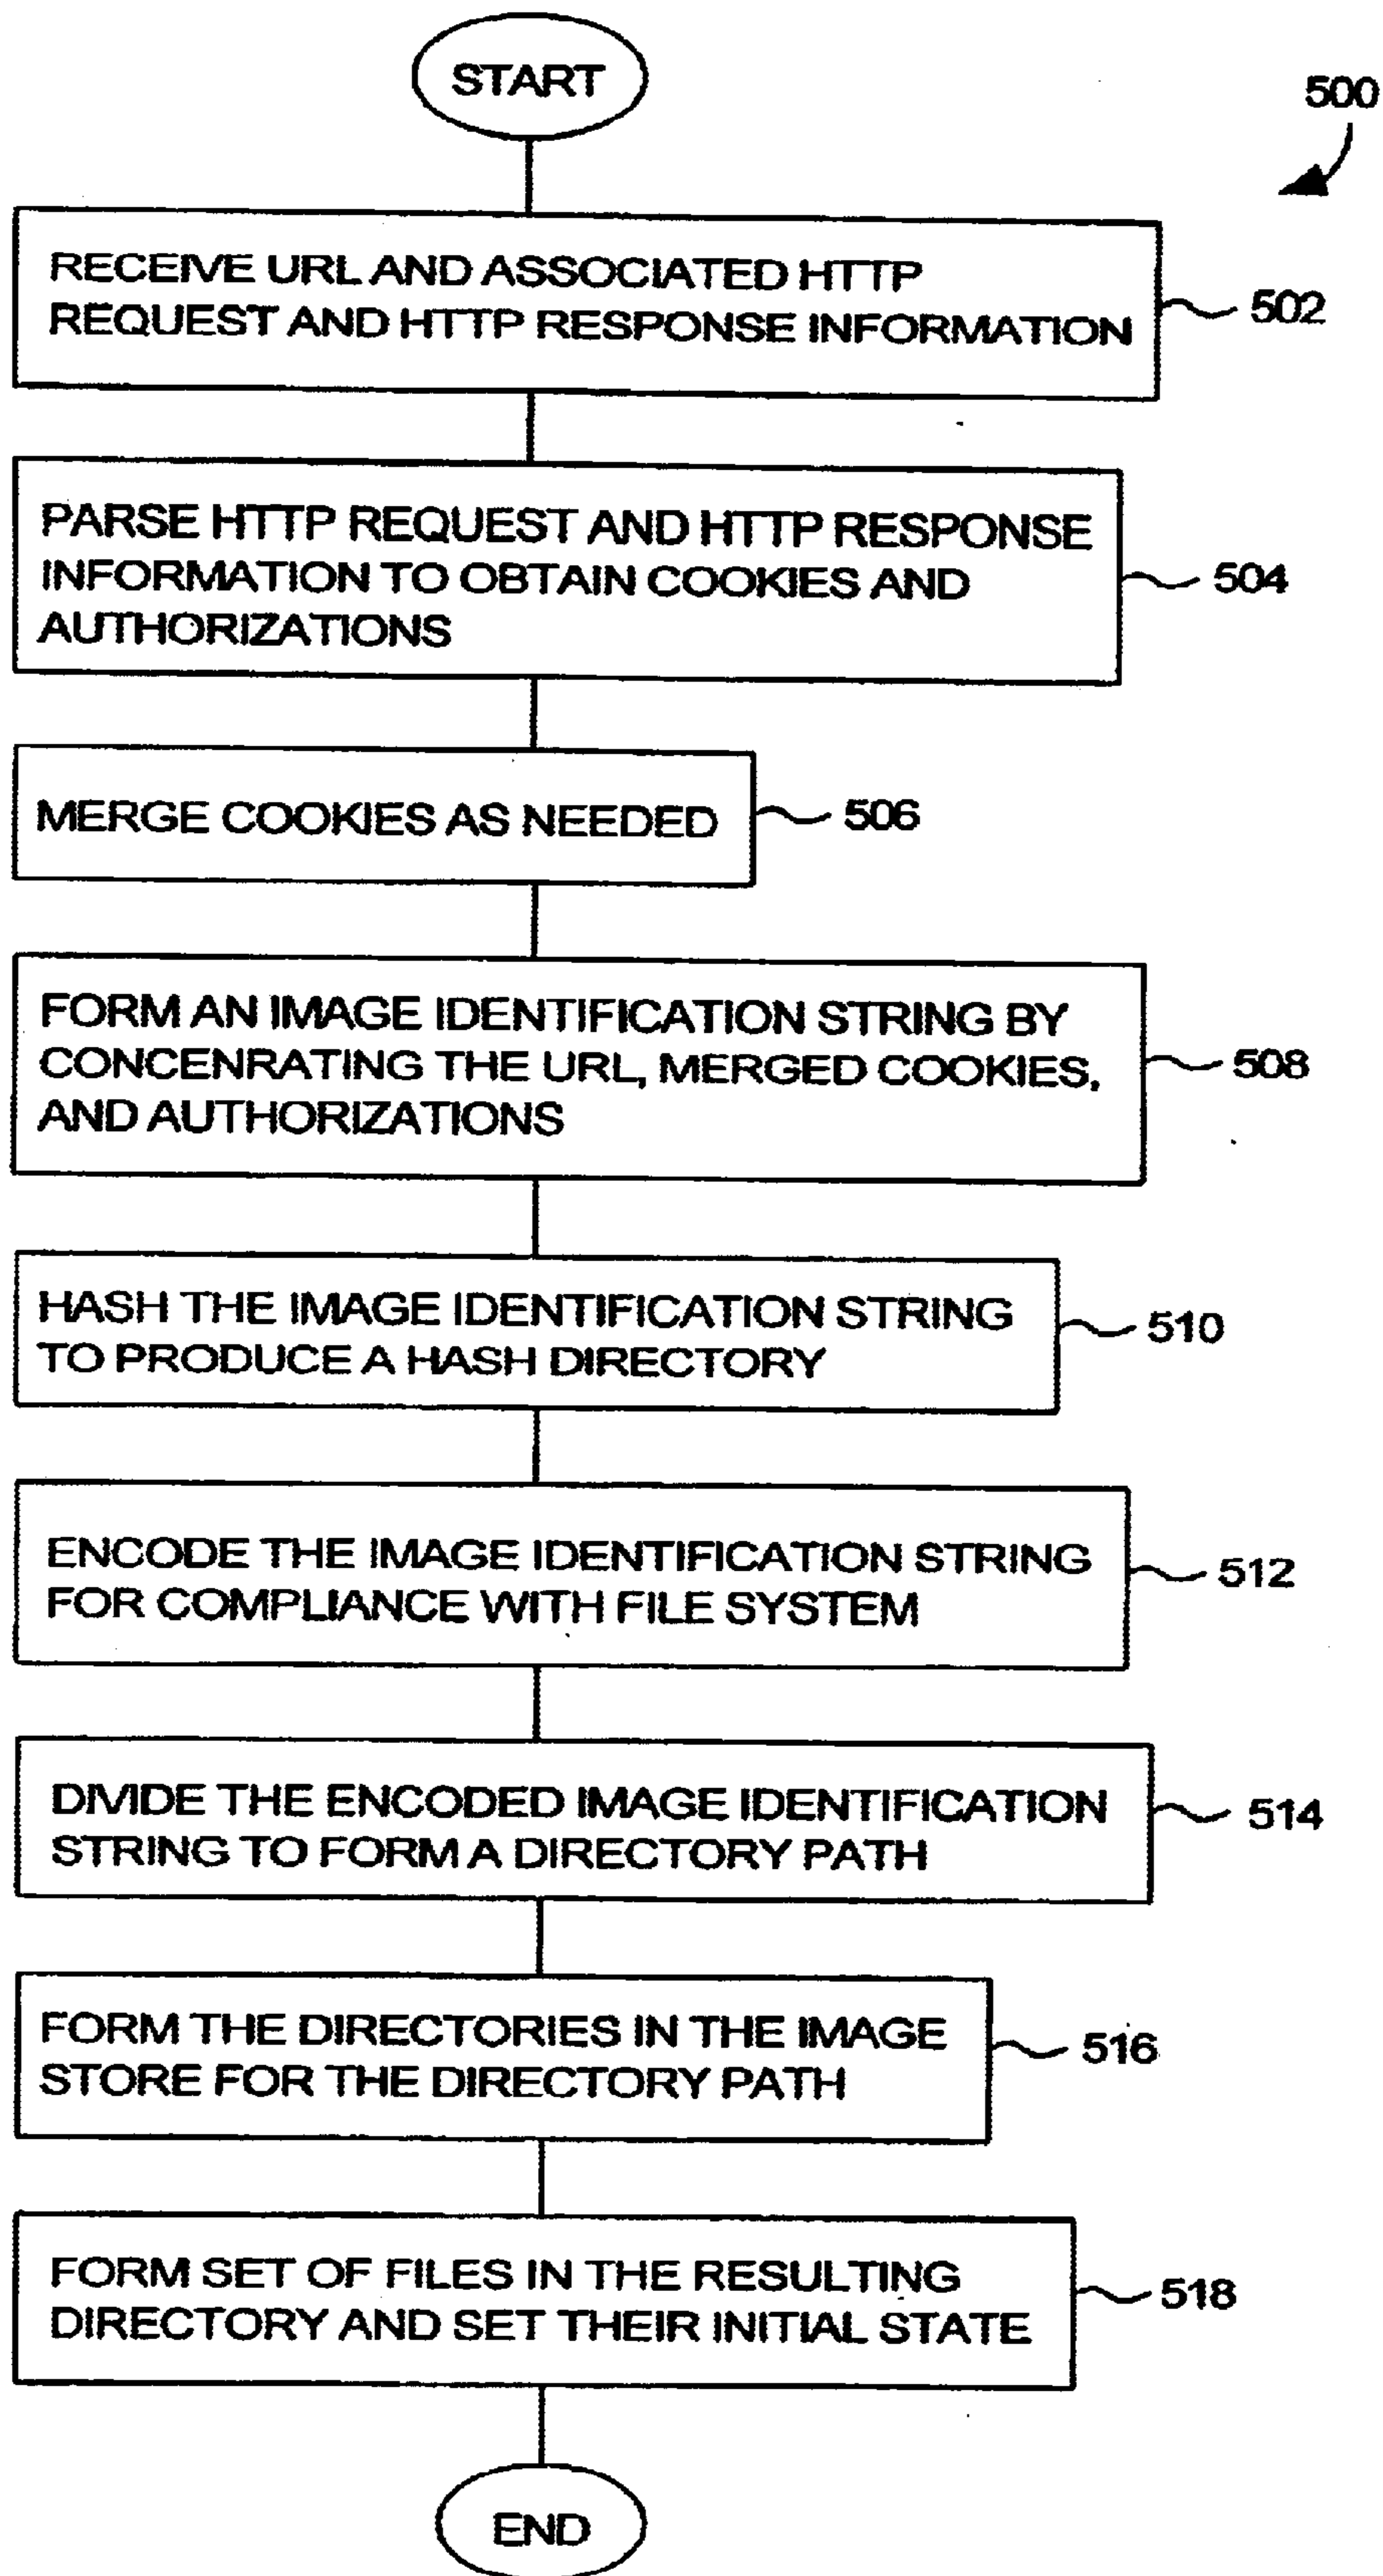 START
500
RECEIVE URL AND ASSOCIATED HTTP
REQUEST AND HTTP RESPONSE INFORMATION
502
PARSE HTTP REQUEST AND HTTP RESPONSE
INFORMATION TO OBTAIN COOKIES AND
AUTHORIZATIONS
504
MERGE COOKIES AS NEEDED
506
FORM AN IMAGE IDENTIFICATION STRING BY
CONCENRATING THE URL, MERGED COOKIES,
AND AUTHORIZATIONS
508
HASH THE IMAGE IDENTIFICATION STRING
TO PRODUCE A HASH DIRECTORY
510
ENCODE THE IMAGE IDENTIFICATION STRING
FOR COMPLIANCE WITH FILE SYSTEM
512
DIVIDE THE ENCODED IMAGE IDENTIFICATION
STRING TO FORM A DIRECTORY PATH
514
FORM THE DIRECTORIES IN THE IMAGE
STORE FOR THE DIRECTORY PATH
516
FORM SET OF FILES IN THE RESULTING
DIRECTORY AND SET THEIR INITIAL STATE
518
END